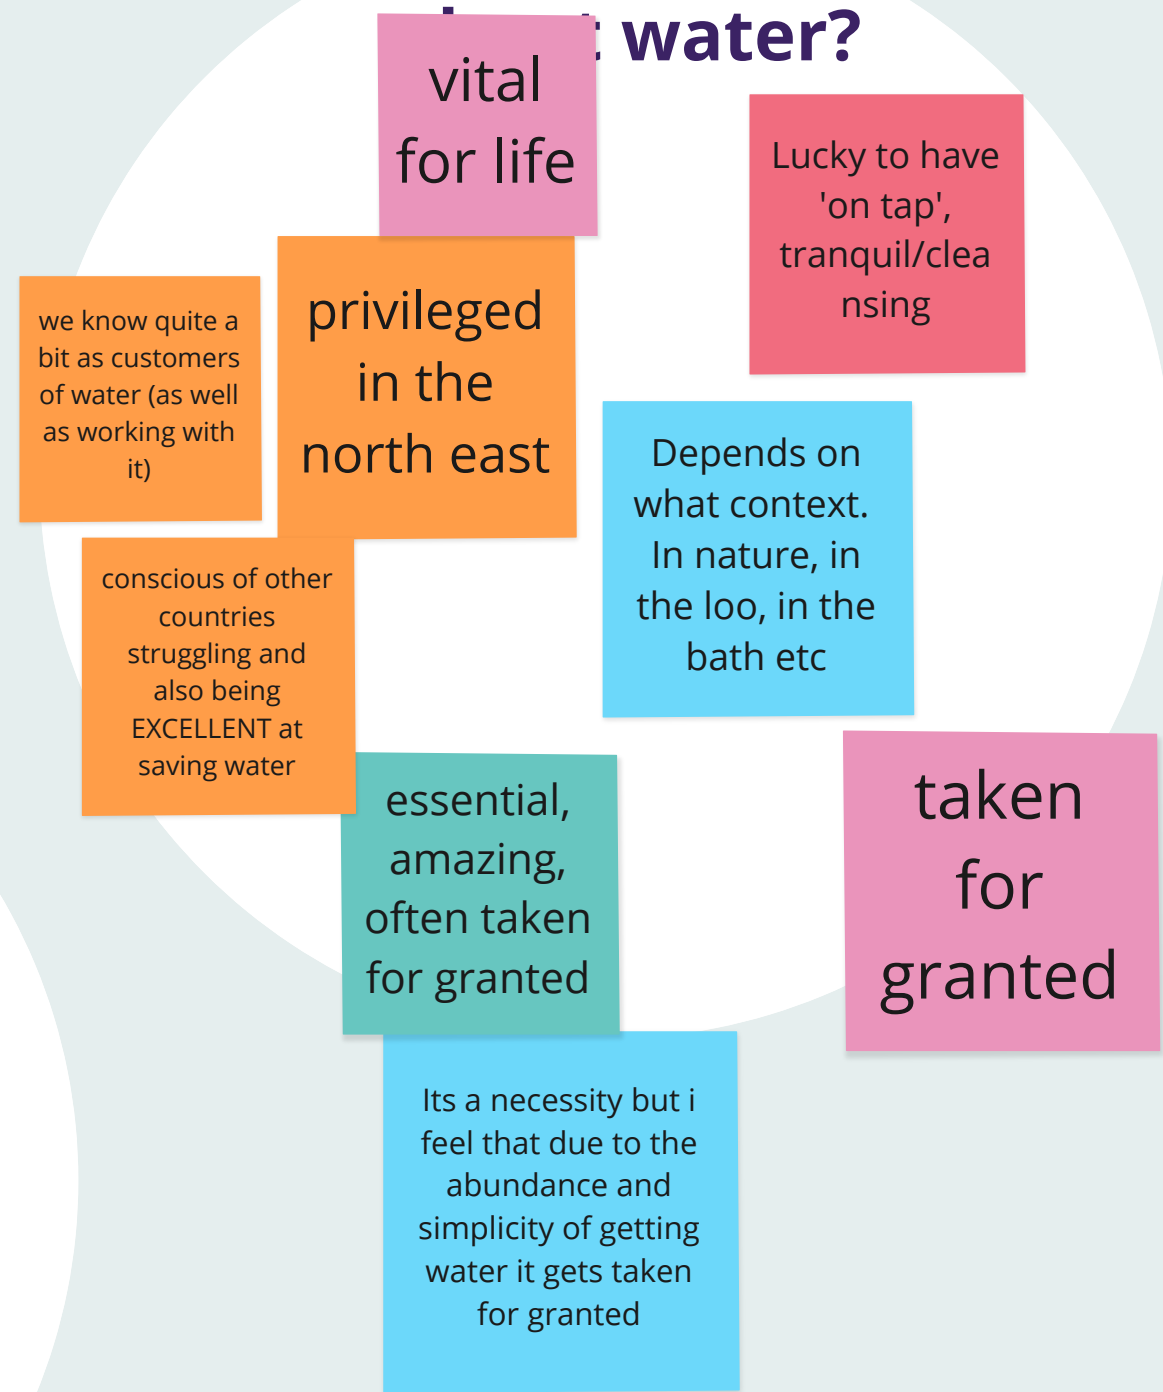 water?
vital
for life
Lucky to have
'on tap',
tranquil/clea
nsing
privileged
in the
north east
we know quite a
bit as customers
of water (as well
as working with
it)
Depends on
what context.
In nature, in
the loo, in the
bath etc
conscious of other
countries
struggling and
also being
EXCELLENT at
saving water
essential,
amazing,
often taken
for granted
taken
for
granted
Its a necessity but i
feel that due to the
abundance and
simplicity of getting
water it gets taken
for granted